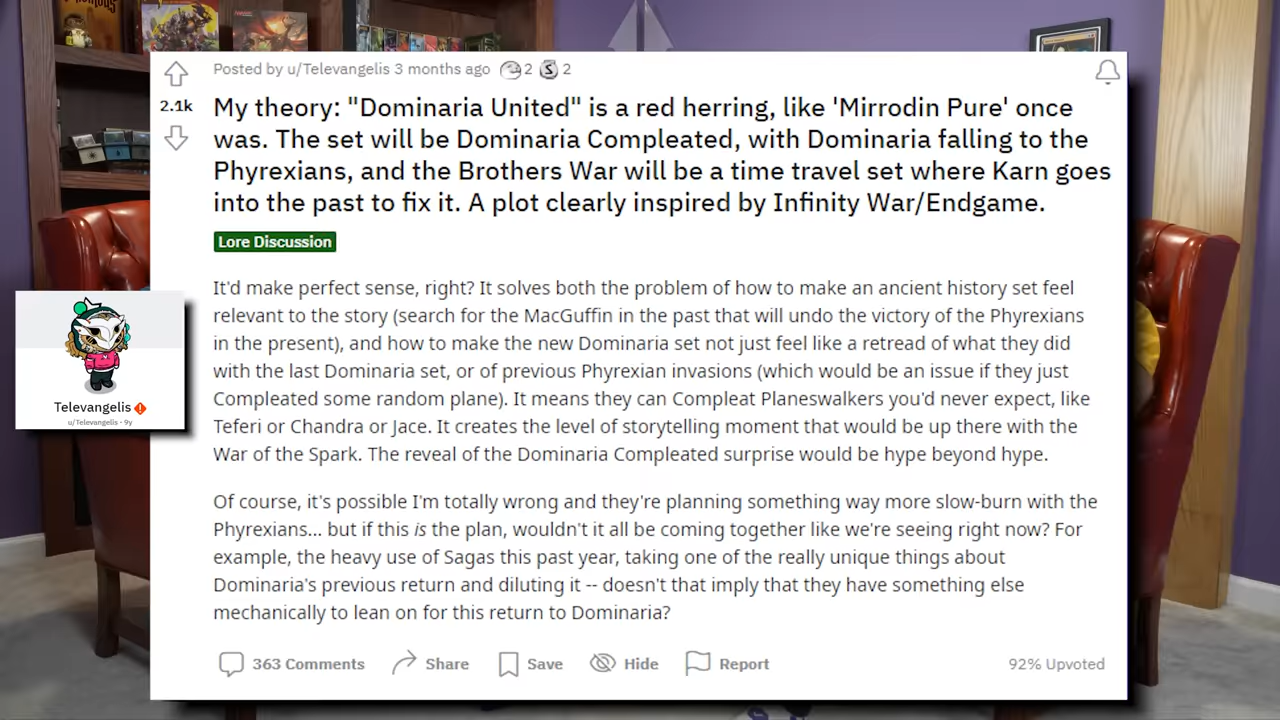 Posted by u/Televangelis 3 months ago 2 2
2.1k
My theory: "Dominaria United" is a red herring, like 'Mirrodin Pure' once
was. The set will be Dominaria Compleated, with Dominaria falling to the
Phyrexians, and the Brothers War will be a time travel set where Karn goes
into the past to fix it. A plot clearly inspired by Infinity War/Endgame.
Lore Discussion
It'd make perfect sense, right? It solves both the problem of how to make an ancient history set feel
relevant to the story (search for the MacGuffin in the past that will undo the victory of the Phyrexians
in the present), and how to make the new Dominaria set not just feel like a retread of what they did
with the last Dominaria set, or of previous Phyrexian invasions (which would be an issue if they just
Compleated some random plane). It means they can Compleat Planeswalkers you'd never expect, like
Teferi or Chandra or Jace. It creates the level of storytelling moment that would be up there with the
War of the Spark. The reveal of the Dominaria Compleated surprise would be hype beyond hype.
Of course, it's possible I'm totally wrong and they're planning something way more slow-burn with the
Phyrexians... but if this is the plan, wouldn't it all be coming together like we're seeing right now? For
example, the heavy use of Sagas this past year, taking one of the really unique things about
Dominaria's previous return and diluting it -- doesn't that imply that they have something else
mechanically to lean on for this return to Dominaria?
363 Comments Share Save Hide Report 92% Upvoted
Televangelis
u/Televangelis · 9y